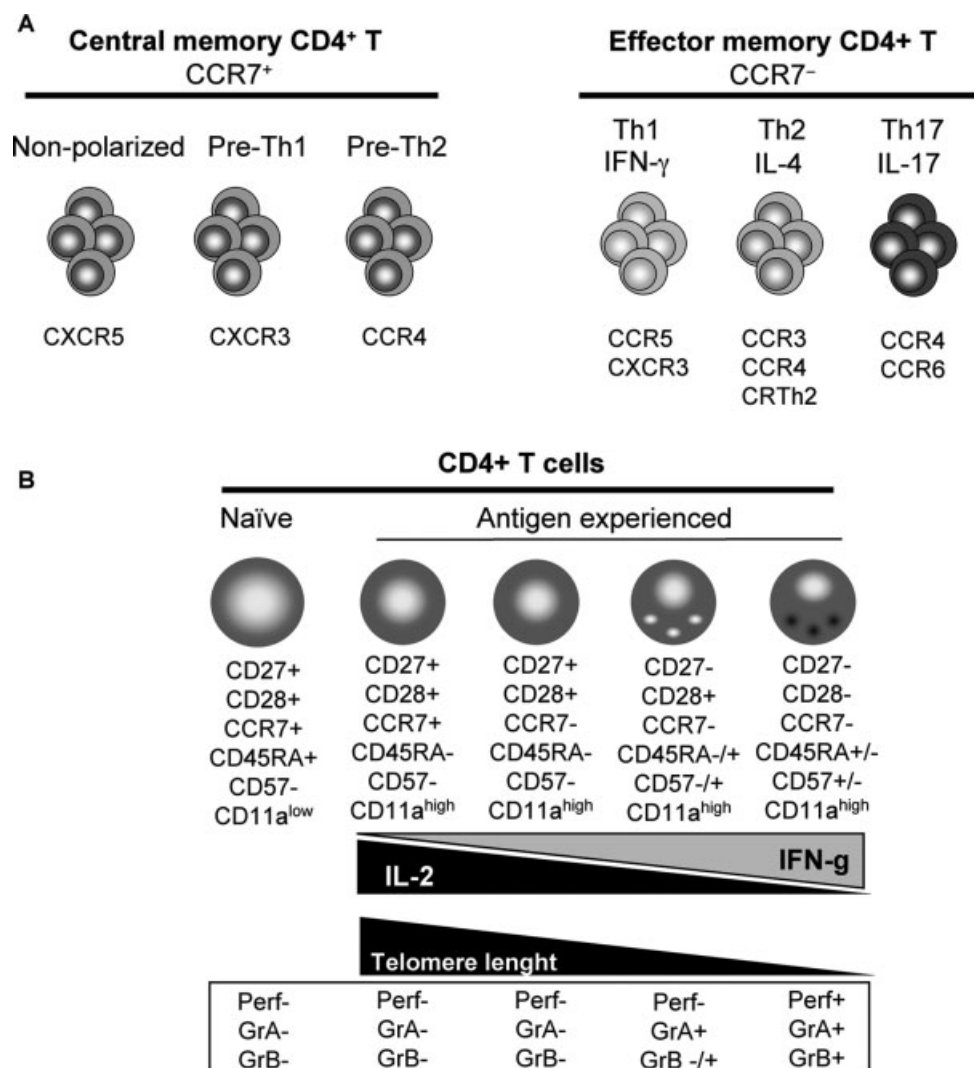 A
Central memory CD4⁺ T
CCR7⁺
Non-polarized Pre-Th1 Pre-Th2
CXCR5 CXCR3 CCR4
Effector memory CD4+ T
CCR7⁻
Th1 Th2 Th17
IFN-γ IL-4 IL-17
CCR5 CCR3 CCR4
CXCR3 CCR4 CCR6
CRTh2
B
CD4+ T cells
Naïve Antigen experienced
CD27+ CD27+ CD27+ CD27- CD27-
CD28+ CD28+ CD28+ CD28+ CD28-
CCR7+ CCR7+ CCR7- CCR7- CCR7-
CD45RA+ CD45RA- CD45RA- CD45RA-/+ CD45RA+/-
CD57- CD57- CD57- CD57-/+ CD57+/-
CD11alow CD11ahigh CD11ahigh CD11ahigh CD11ahigh
IFN-g
IL-2
Telomere lenght
Perf- Perf- Perf- Perf- Perf+
GrA- GrA- GrA- GrA+ GrA+
GrB- GrB- GrB- GrB -/+ GrB+